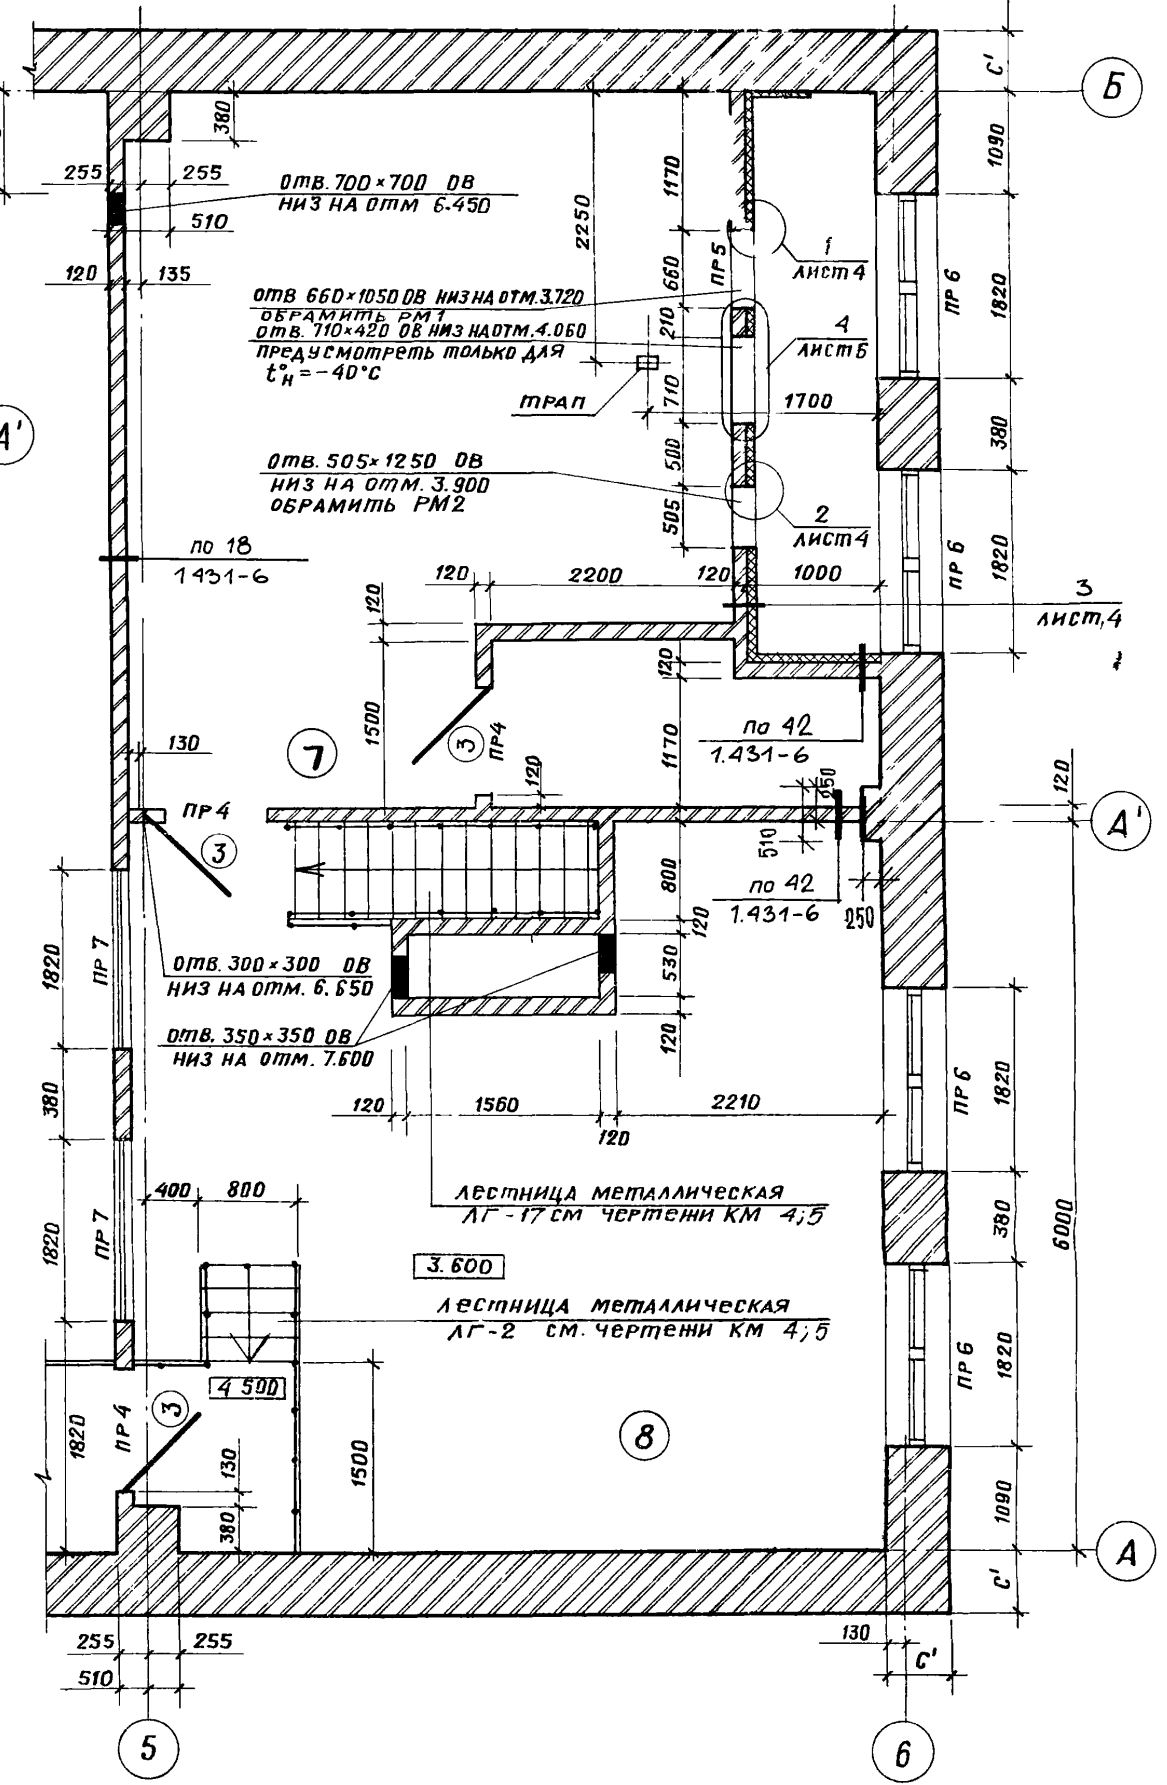 C'
Б
380
1090
255
255
ОТВ. 700×700 ОВ
НИЗ НА ОТМ 6.450
1170
2250
510
120
135
ПР 5
1
ЛИСТ 4
660
ПР 6
1820
ОТВ 660×1050 ОВ НИЗ НА ОТМ. 3.720
ОБРАМИТЬ РМ1
ОТВ. 710×420 ОВ НИЗ НА ОТМ. 4.060
ПРЕДУСМОТРЕТЬ ТОЛЬКО ДЛЯ
t°н = -40°С
210
4
ЛИСТ Б
ТРАП
710
1700
А'
380
ОТВ. 505×1250 ОВ
НИЗ НА ОТМ. 3.900
ОБРАМИТЬ РМ2
500
505
2
ЛИСТ 4
по 18
1431-6
ПР 6
1820
120
2200
120
1000
3
ЛИСТ, 4
120
120
1500
1170
по 42
1.431-6
130
7
3
ПР4
120
250
120
ПР 4
3
510
А'
800
по 42
1.431-6
250
120
1820
ПР 7
ОТВ. 300×300 ОВ
НИЗ НА ОТМ. 6.650
530
ОТВ. 350×350 ОВ
НИЗ НА ОТМ. 7.600
120
ПР 6
1820
380
120
1560
120
2210
400
800
ЛЕСТНИЦА МЕТАЛЛИЧЕСКАЯ
ЛГ-17 СМ ЧЕРТЕЖИ КМ 4;5
380
6000
1820
ПР 7
3.600
ЛЕСТНИЦА МЕТАЛЛИЧЕСКАЯ
ЛГ-2 СМ. ЧЕРТЕЖИ КМ 4;5
ПР 6
1820
4 500
3
ПР 4
1820
8
130
1500
380
1090
А
C'
255
255
510
130
C'
5
6